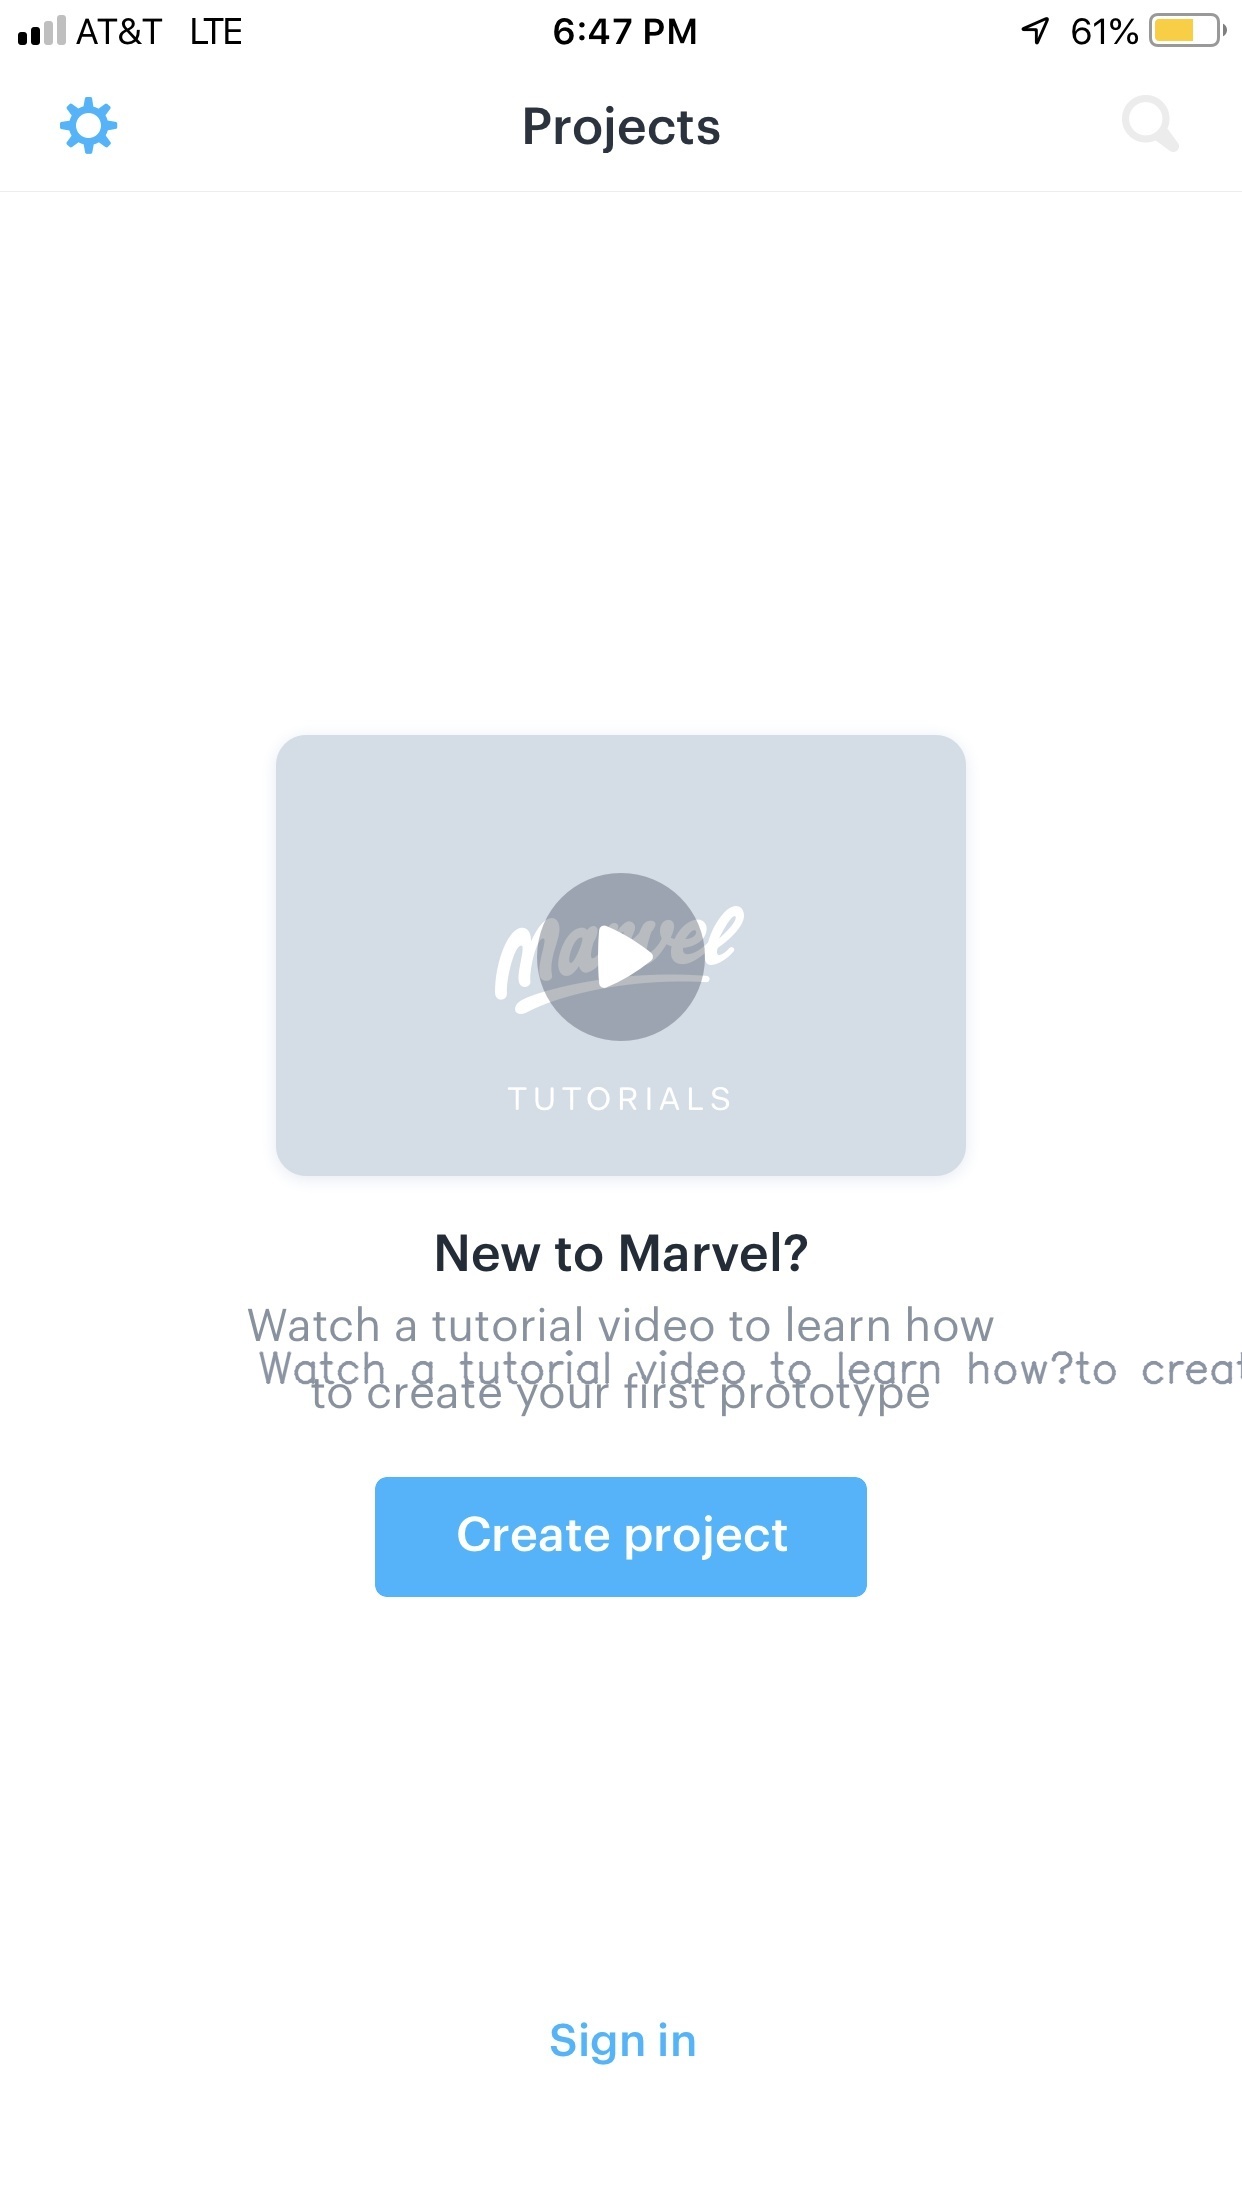 AT&T LTE 6:47 PM 61%
Projects
Marvel
TUTORIALS
New to Marvel?
Watch a tutorial video to learn how
Watch a tutorial video to learn how?to creat
to create your first prototype
Create project
Sign in